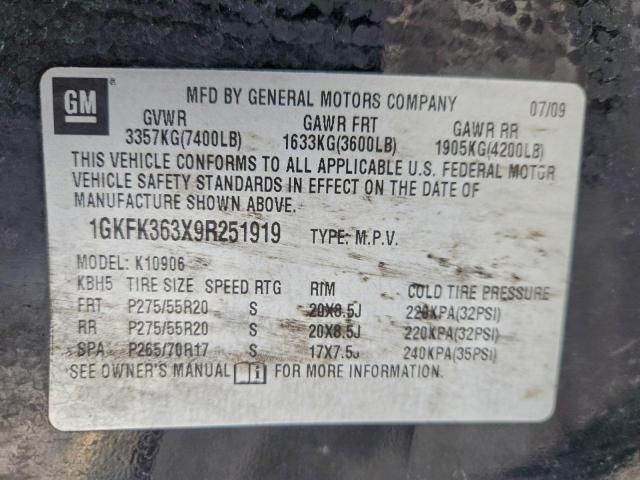 GM ® MFD BY GENERAL MOTORS COMPANY 07/09
GVWR GAWR FRT GAWR RR
3357KG(7400LB) 1633KG(3600LB) 1905KG(4200LB)
THIS VEHICLE CONFORMS TO ALL APPLICABLE U.S. FEDERAL MOTOR
VEHICLE SAFETY STANDARDS IN EFFECT ON THE DATE OF
MANUFACTURE SHOWN ABOVE.
1GKFK363X9R251919 TYPE: M.P.V.
MODEL: K10906
KBH5 TIRE SIZE SPEED RTG RIM COLD TIRE PRESSURE
FRT P275/55R20 S 20X8.5J 220KPA(32PSI)
RR P275/55R20 S 20X8.5J 220KPA(32PSI)
SPA P265/70R17 S 17X7.5J 240KPA(35PSI)
SEE OWNER'S MANUAL i FOR MORE INFORMATION.